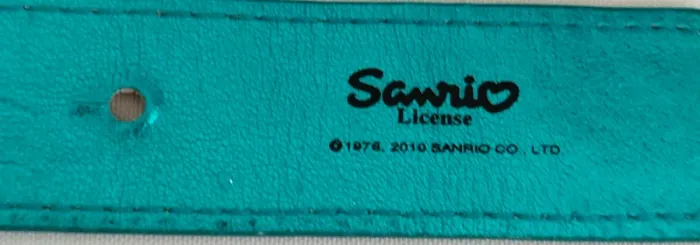 Sanrio
License
©1976, 2010 SANRIO CO., LTD.